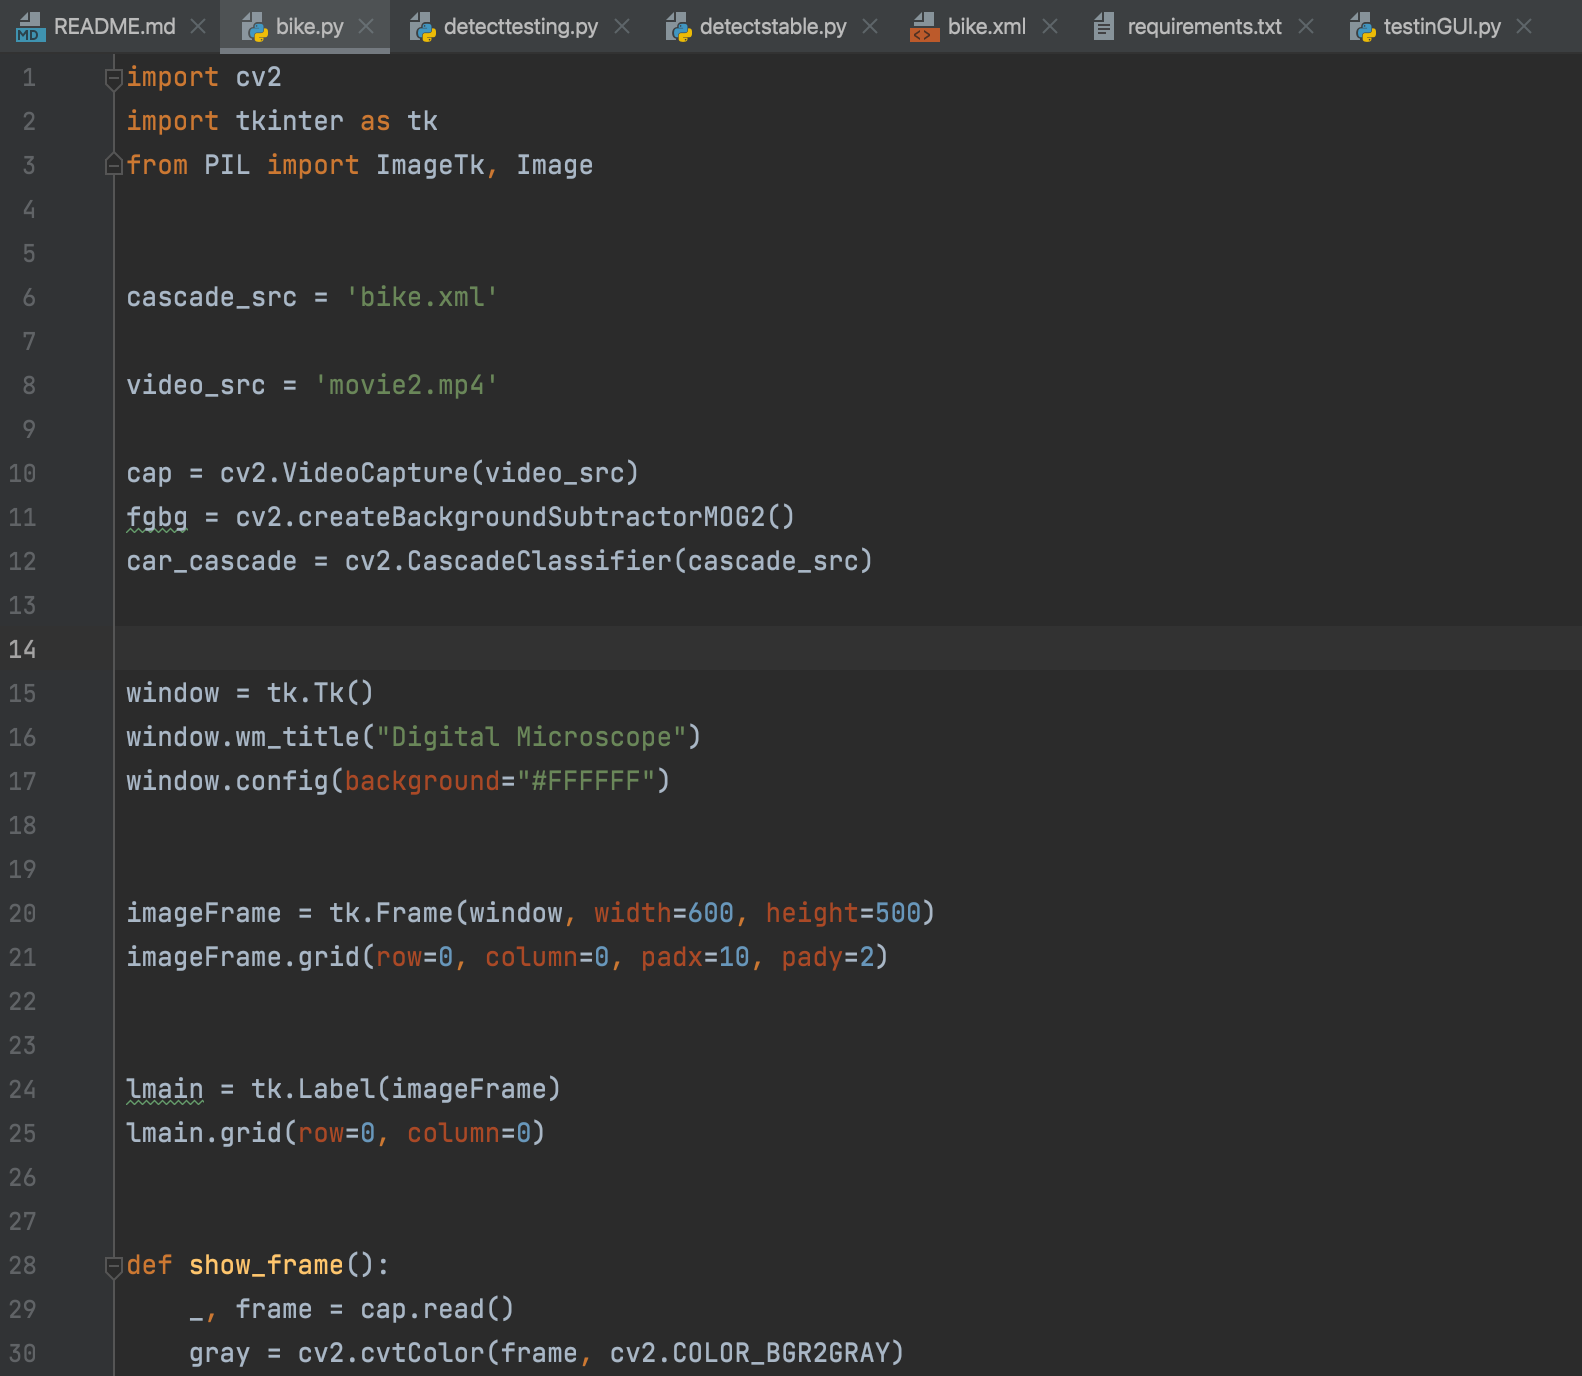 README.md bike.py detecttesting.py detectstable.py bike.xml requirements.txt testinGUI.py
1 import cv2
2 import tkinter as tk
3 from PIL import ImageTk, Image
4
5
6 cascade_src = 'bike.xml'
7
8 video_src = 'movie2.mp4'
9
10 cap = cv2.VideoCapture(video_src)
11 fgbg = cv2.createBackgroundSubtractorMOG2()
12 car_cascade = cv2.CascadeClassifier(cascade_src)
13
14
15 window = tk.Tk()
16 window.wm_title("Digital Microscope")
17 window.config(background="#FFFFFF")
18
19
20 imageFrame = tk.Frame(window, width=600, height=500)
21 imageFrame.grid(row=0, column=0, padx=10, pady=2)
22
23
24 lmain = tk.Label(imageFrame)
25 lmain.grid(row=0, column=0)
26
27
28 def show_frame():
29     _, frame = cap.read()
30     gray = cv2.cvtColor(frame, cv2.COLOR_BGR2GRAY)